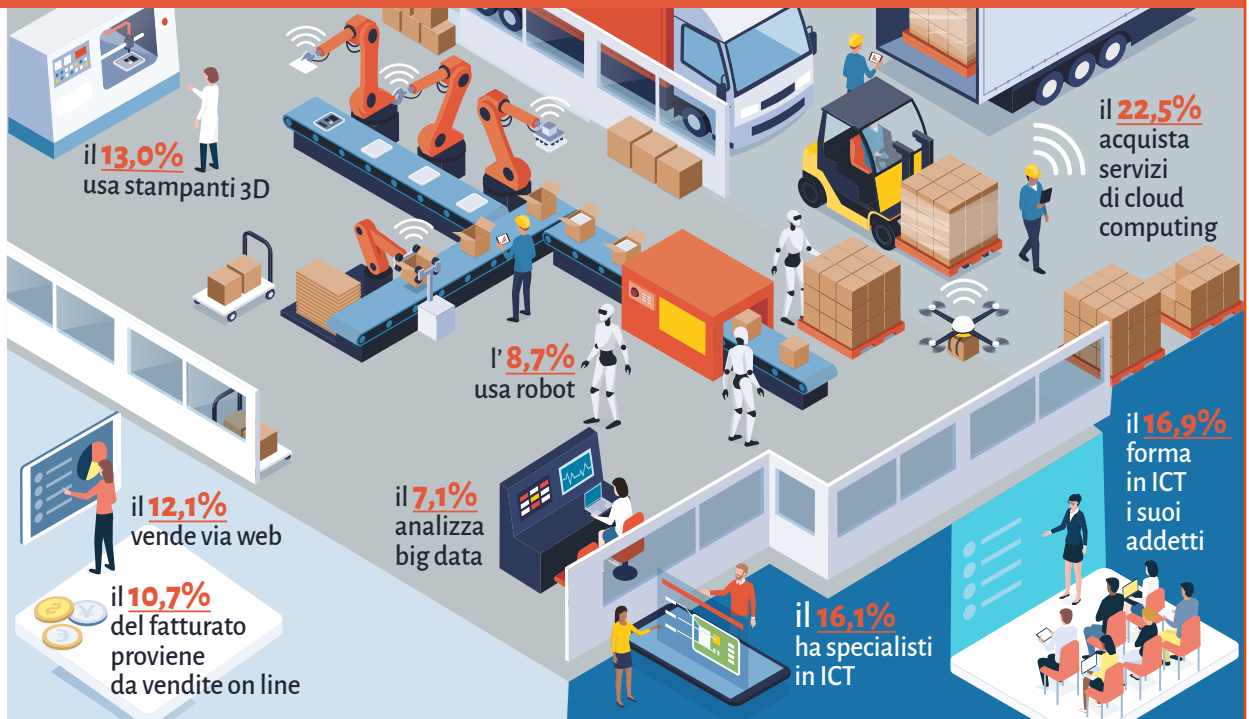 il 13,0%
usa stampanti 3D
il 22,5%
acquista
servizi
di cloud
computing
l’8,7%
usa robot
il 16,9%
forma
in ICT
i suoi
addetti
il 7,1%
analizza
big data
il 12,1%
vende via web
il 10,7%
del fatturato
proviene
da vendite on line
il 16,1%
ha specialisti
in ICT